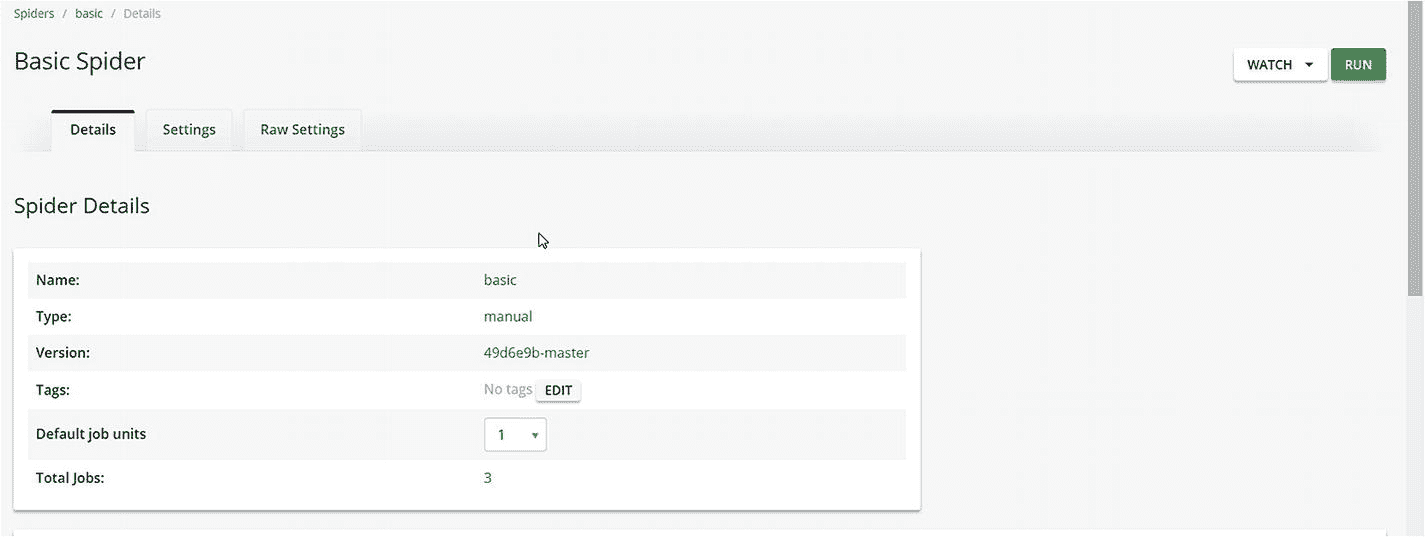 Spiders / basic / Details
Basic Spider
WATCH RUN
Details Settings Raw Settings
Spider Details
Name: basic
Type: manual
Version: 49d6e9b-master
Tags: No tags EDIT
Default job units 1
Total Jobs: 3